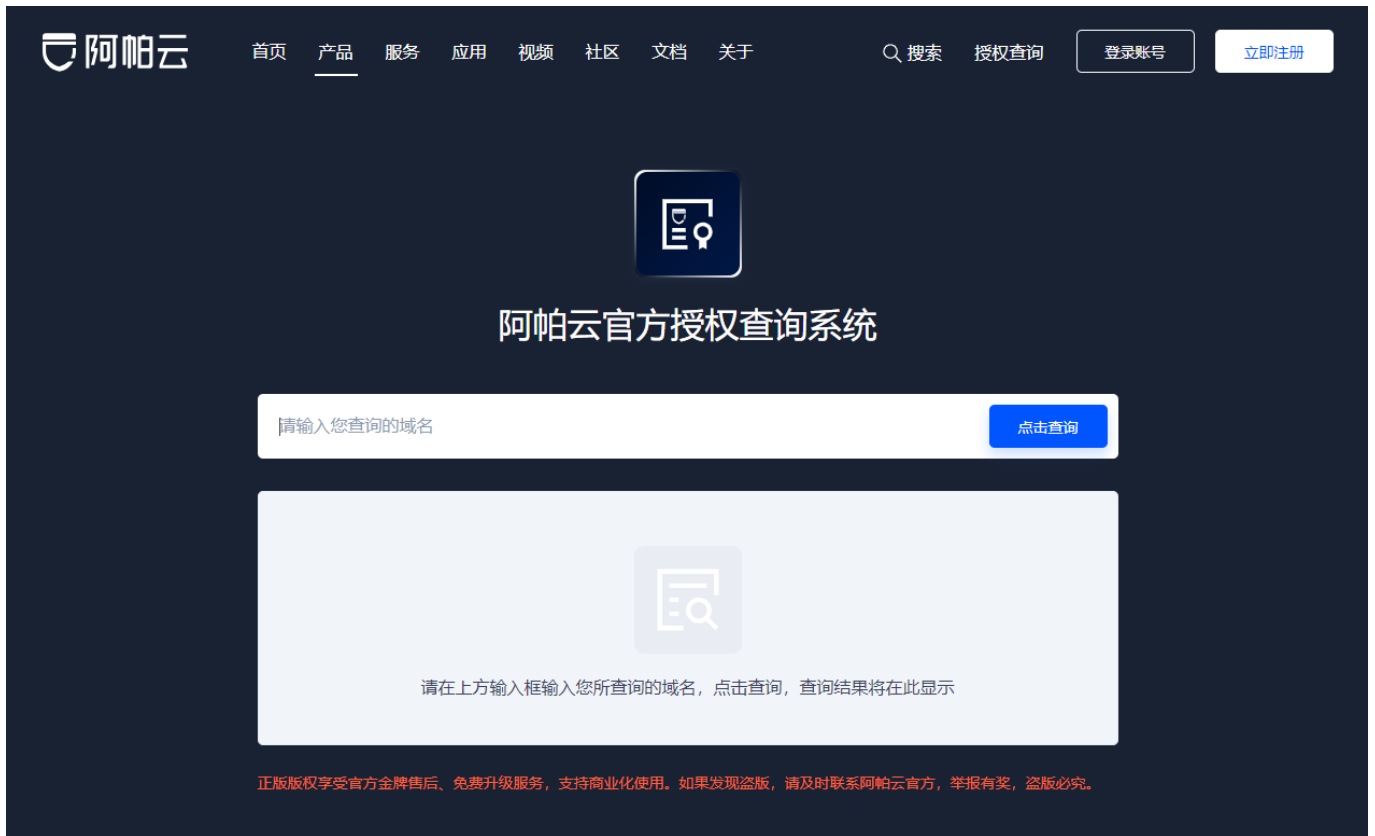 阿帕云
首页 产品 服务 应用 视频 社区 文档 关于 搜索 授权查询 登录账号 立即注册
阿帕云官方授权查询系统
请输入您查询的域名 点击查询
请在上方输入框输入您所查询的域名，点击查询，查询结果将在此显示
正版版权享受官方金牌售后、免费升级服务，支持商业化使用。如果发现盗版，请及时联系阿帕云官方，举报有奖，盗版必究。